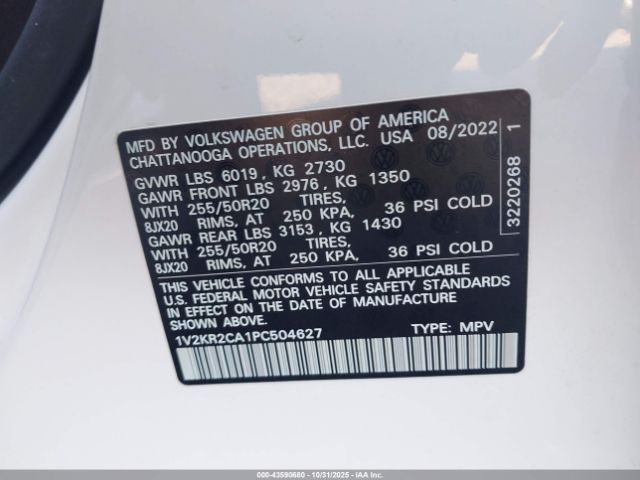 MFD BY VOLKSWAGEN GROUP OF AMERICA
CHATTANOOGA OPERATIONS, LLC. USA 08/2022
GVWR LBS 6019, KG 2730
GAWR FRONT LBS 2976, KG 1350
WITH 255/50R20 TIRES,
8JX20 RIMS, AT 250 KPA, 36 PSI COLD
GAWR REAR LBS 3153, KG 1430
WITH 255/50R20 TIRES,
8JX20 RIMS, AT 250 KPA, 36 PSI COLD
THIS VEHICLE CONFORMS TO ALL APPLICABLE
U.S. FEDERAL MOTOR VEHICLE SAFETY STANDARDS
IN EFFECT ON THE DATE OF MANUFACTURE
SHOWN ABOVE.
1V2KR2CA1PC504627 TYPE: MPV
3220268 1
000-43590680 - 10/31/2025 - IAAI.COM